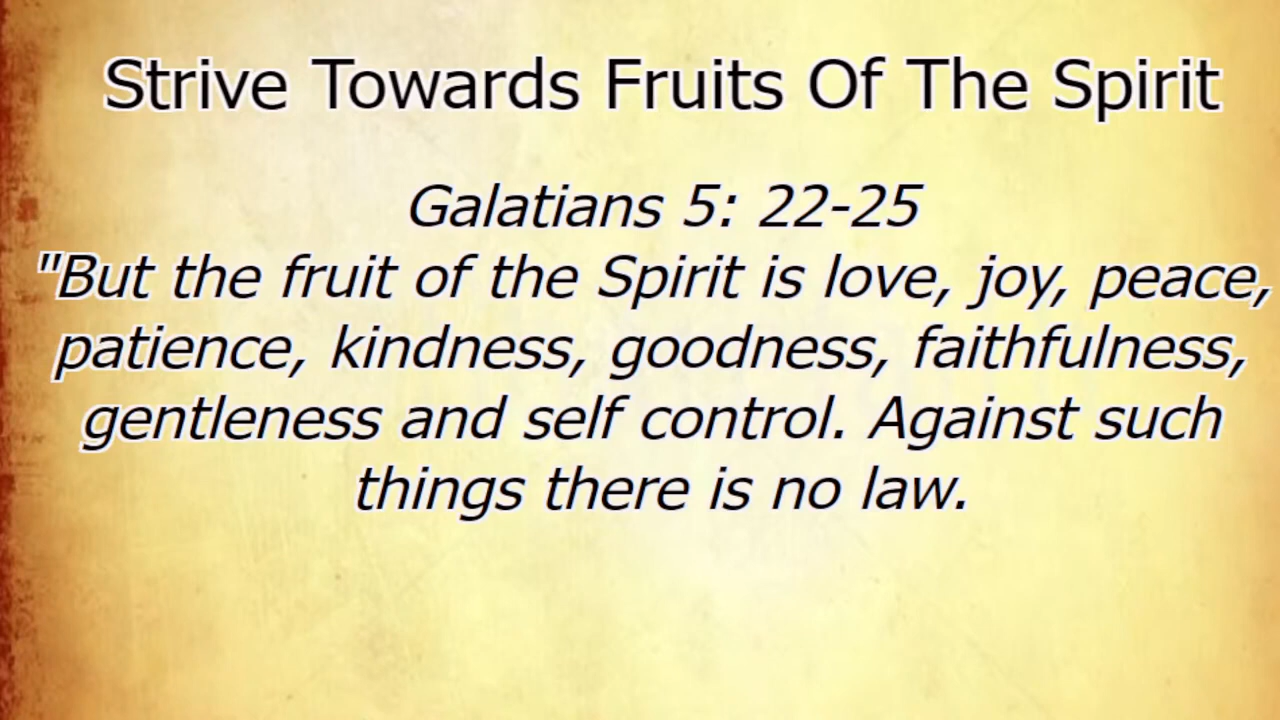 Strive Towards Fruits Of The Spirit
Galatians 5: 22-25
"But the fruit of the Spirit is love, joy, peace,
patience, kindness, goodness, faithfulness,
gentleness and self control. Against such
things there is no law.